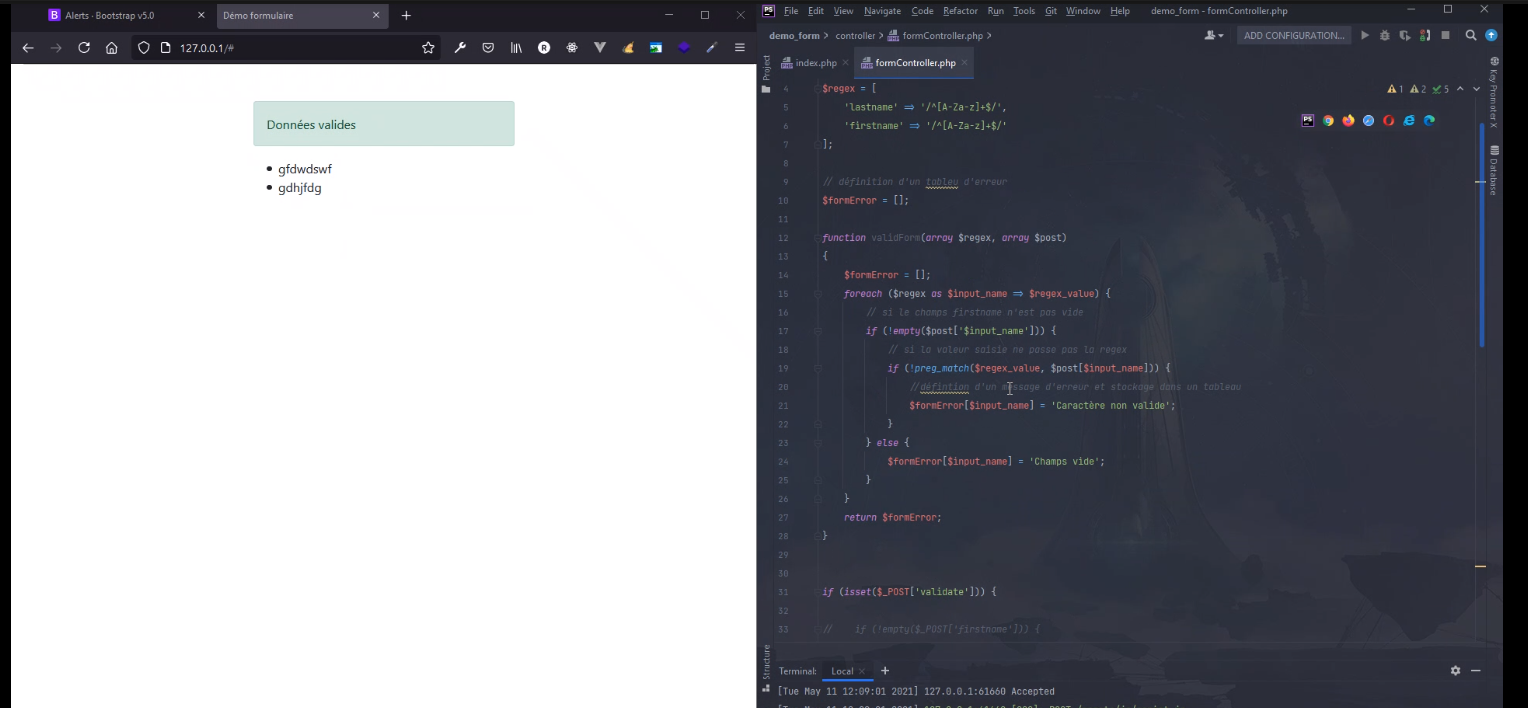 Alerts - Bootstrap v5.0
Démo formulaire
127.0.0.1/#
Données valides
gfdwdswf
gdhjfdg
PS File Edit View Navigate Code Refactor Run Tools Git Window Help demo_form - formController.php
demo_form controller formController.php
ADD CONFIGURATION...
index.php formController.php
Project
Key Promoter X
Database
Structure
1 2 5
4 $regex = [
5 'lastname' => '/^[A-Za-z]+$/',
6 'firstname' => '/^[A-Za-z]+$/'
7 ];
8
9 // définition d'un tableu d'erreur
10 $formError = [];
11
12 function validForm(array $regex, array $post)
13 {
14 $formError = [];
15 foreach ($regex as $input_name => $regex_value) {
16 // si le champs firstname n'est pas vide
17 if (!empty($post['$input_name'])) {
18 // si la valeur saisie ne passe pas la regex
19 if (!preg_match($regex_value, $post[$input_name])) {
20 //défintion d'un message d'erreur et stockage dans un tableau
21 $formError[$input_name] = 'Caractère non valide';
22 }
23 } else {
24 $formError[$input_name] = 'Champs vide';
25 }
26 }
27 return $formError;
28 }
29
30
31 if (isset($_POST['validate'])) {
32
33 // if (!empty($_POST['firstname'])) {
Terminal: Local
[Tue May 11 12:09:01 2021] 127.0.0.1:61660 Accepted